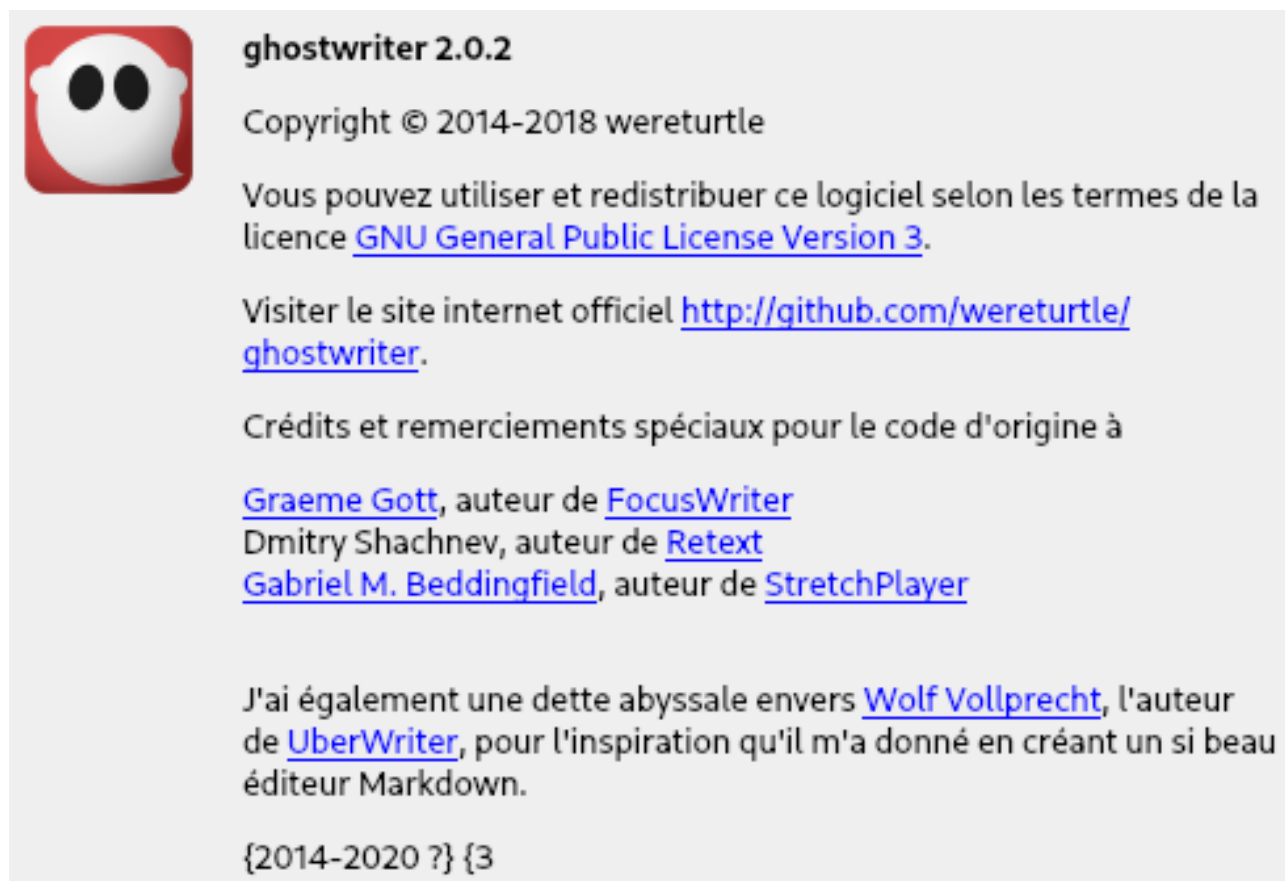 ghostwriter 2.0.2
Copyright © 2014-2018 wereturtle
Vous pouvez utiliser et redistribuer ce logiciel selon les termes de la
licence GNU General Public License Version 3.
Visiter le site internet officiel http://github.com/wereturtle/
ghostwriter.
Crédits et remerciements spéciaux pour le code d'origine à
Graeme Gott, auteur de FocusWriter
Dmitry Shachnev, auteur de Retext
Gabriel M. Beddingfield, auteur de StretchPlayer
J'ai également une dette abyssale envers Wolf Vollprecht, l'auteur
de UberWriter, pour l'inspiration qu'il m'a donné en créant un si beau
éditeur Markdown.
{2014-2020 ?} {3